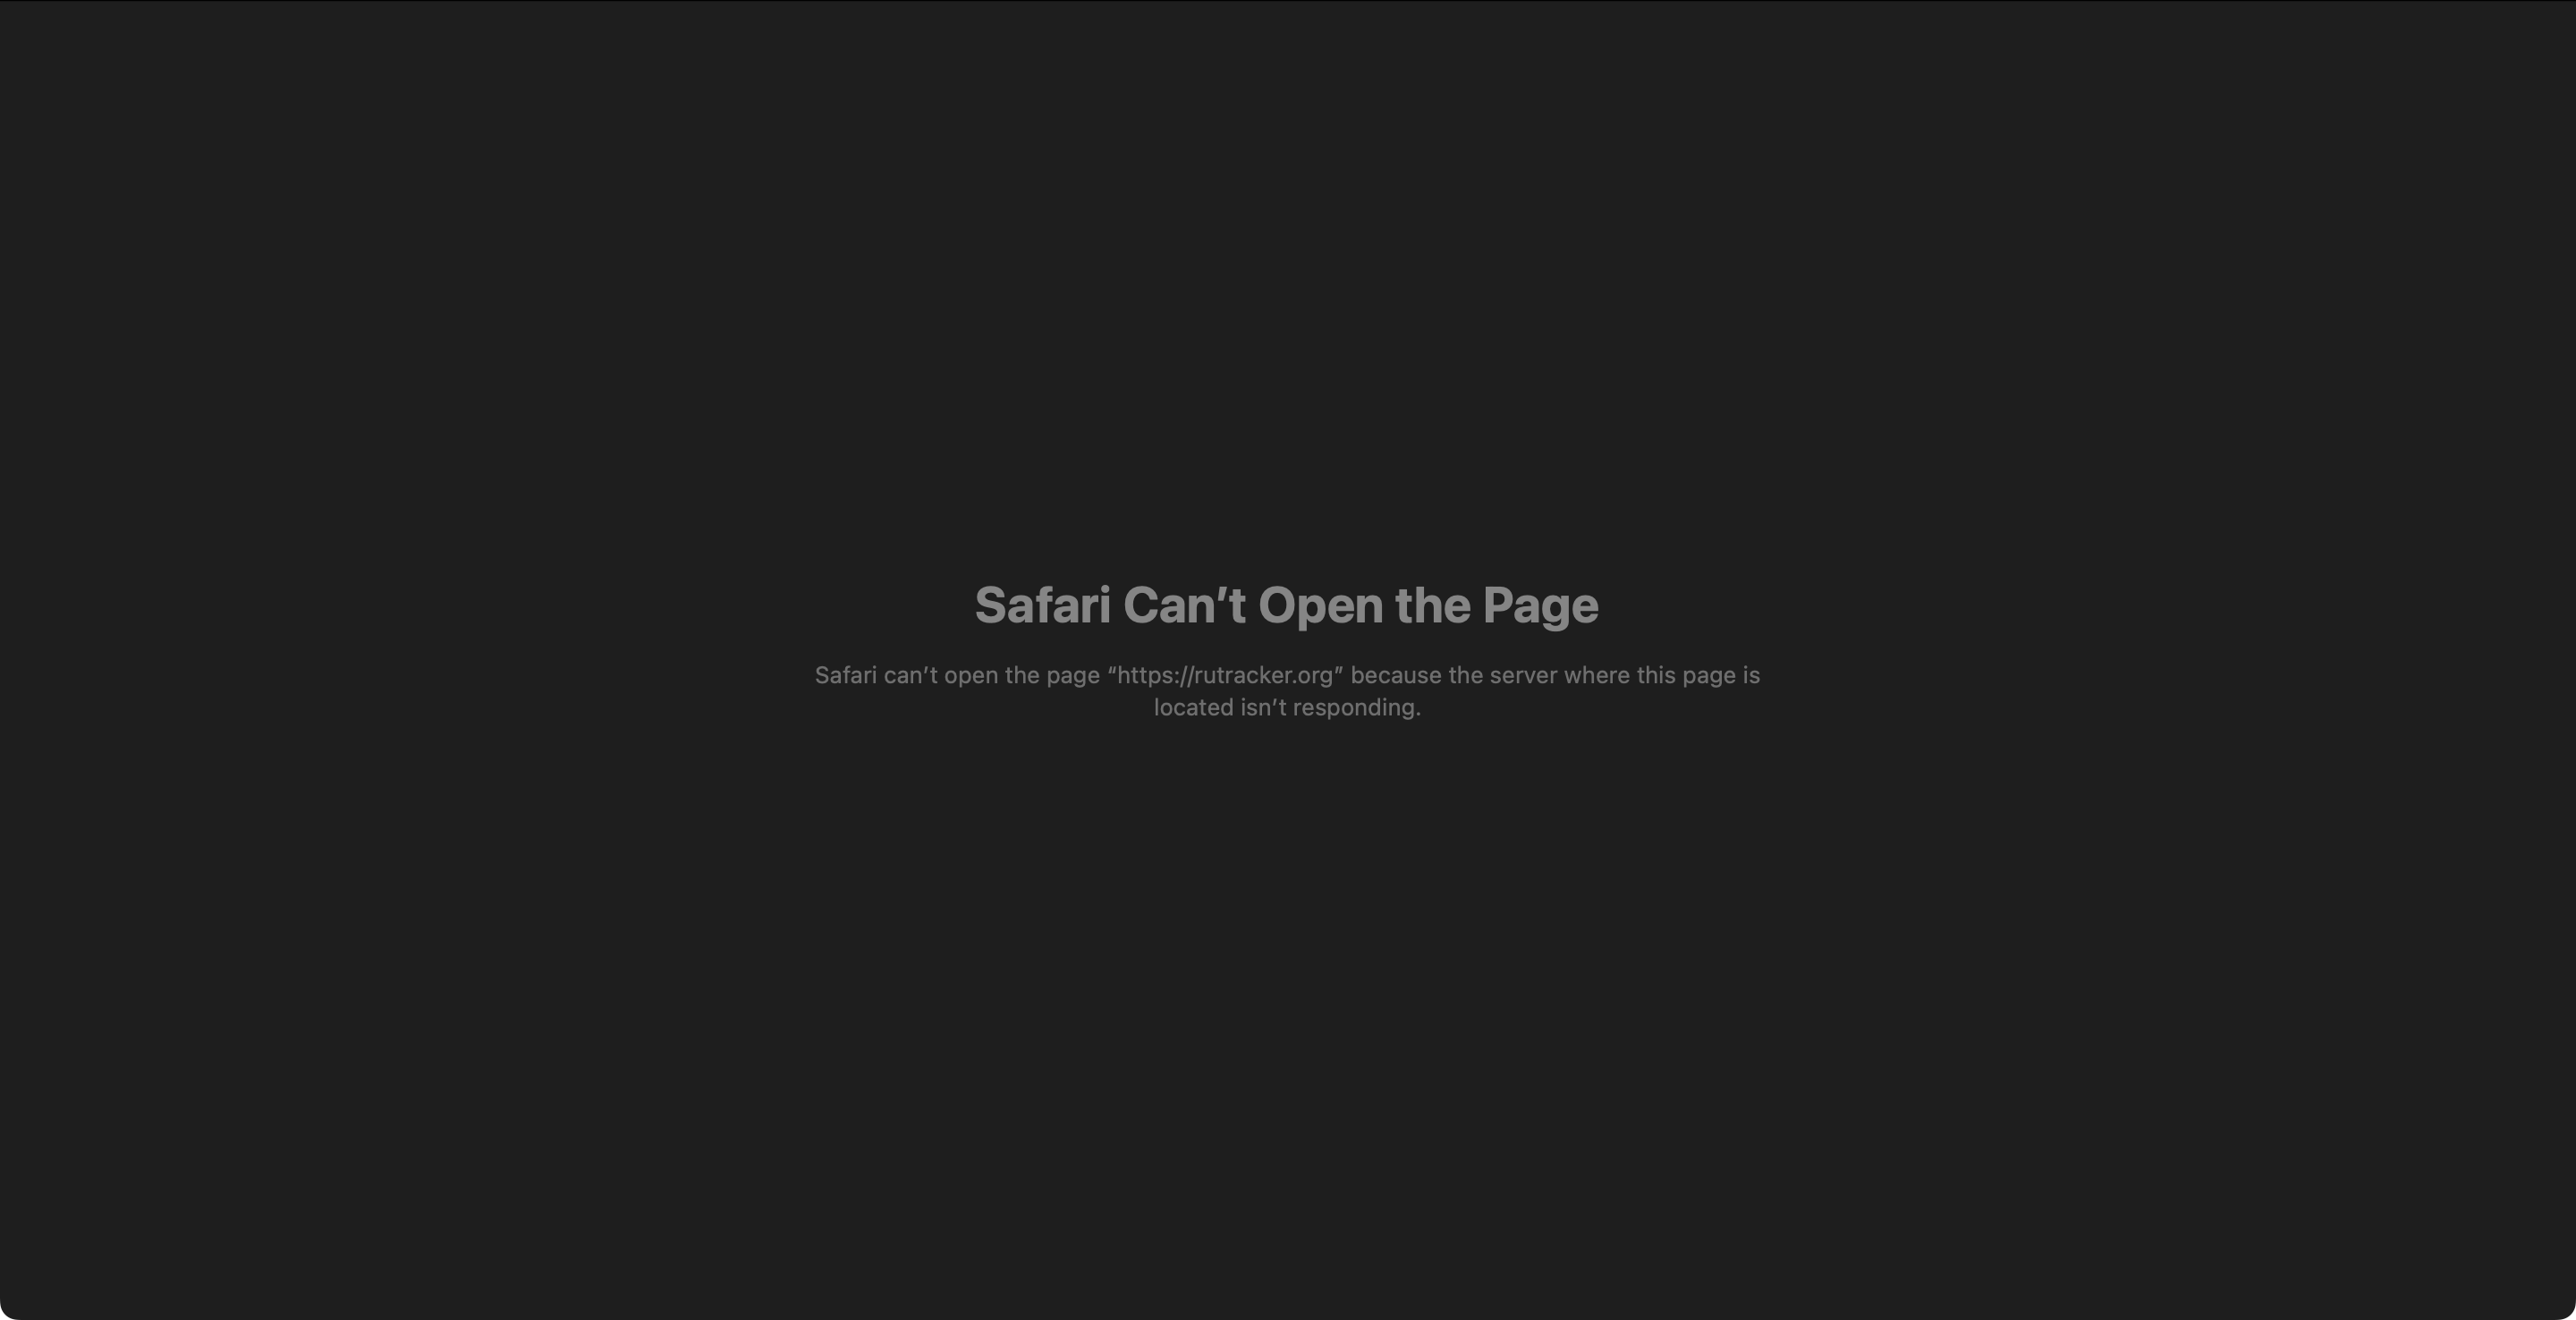 Safari Can’t Open the Page
Safari can’t open the page “https://rutracker.org” because the server where this page is
located isn’t responding.